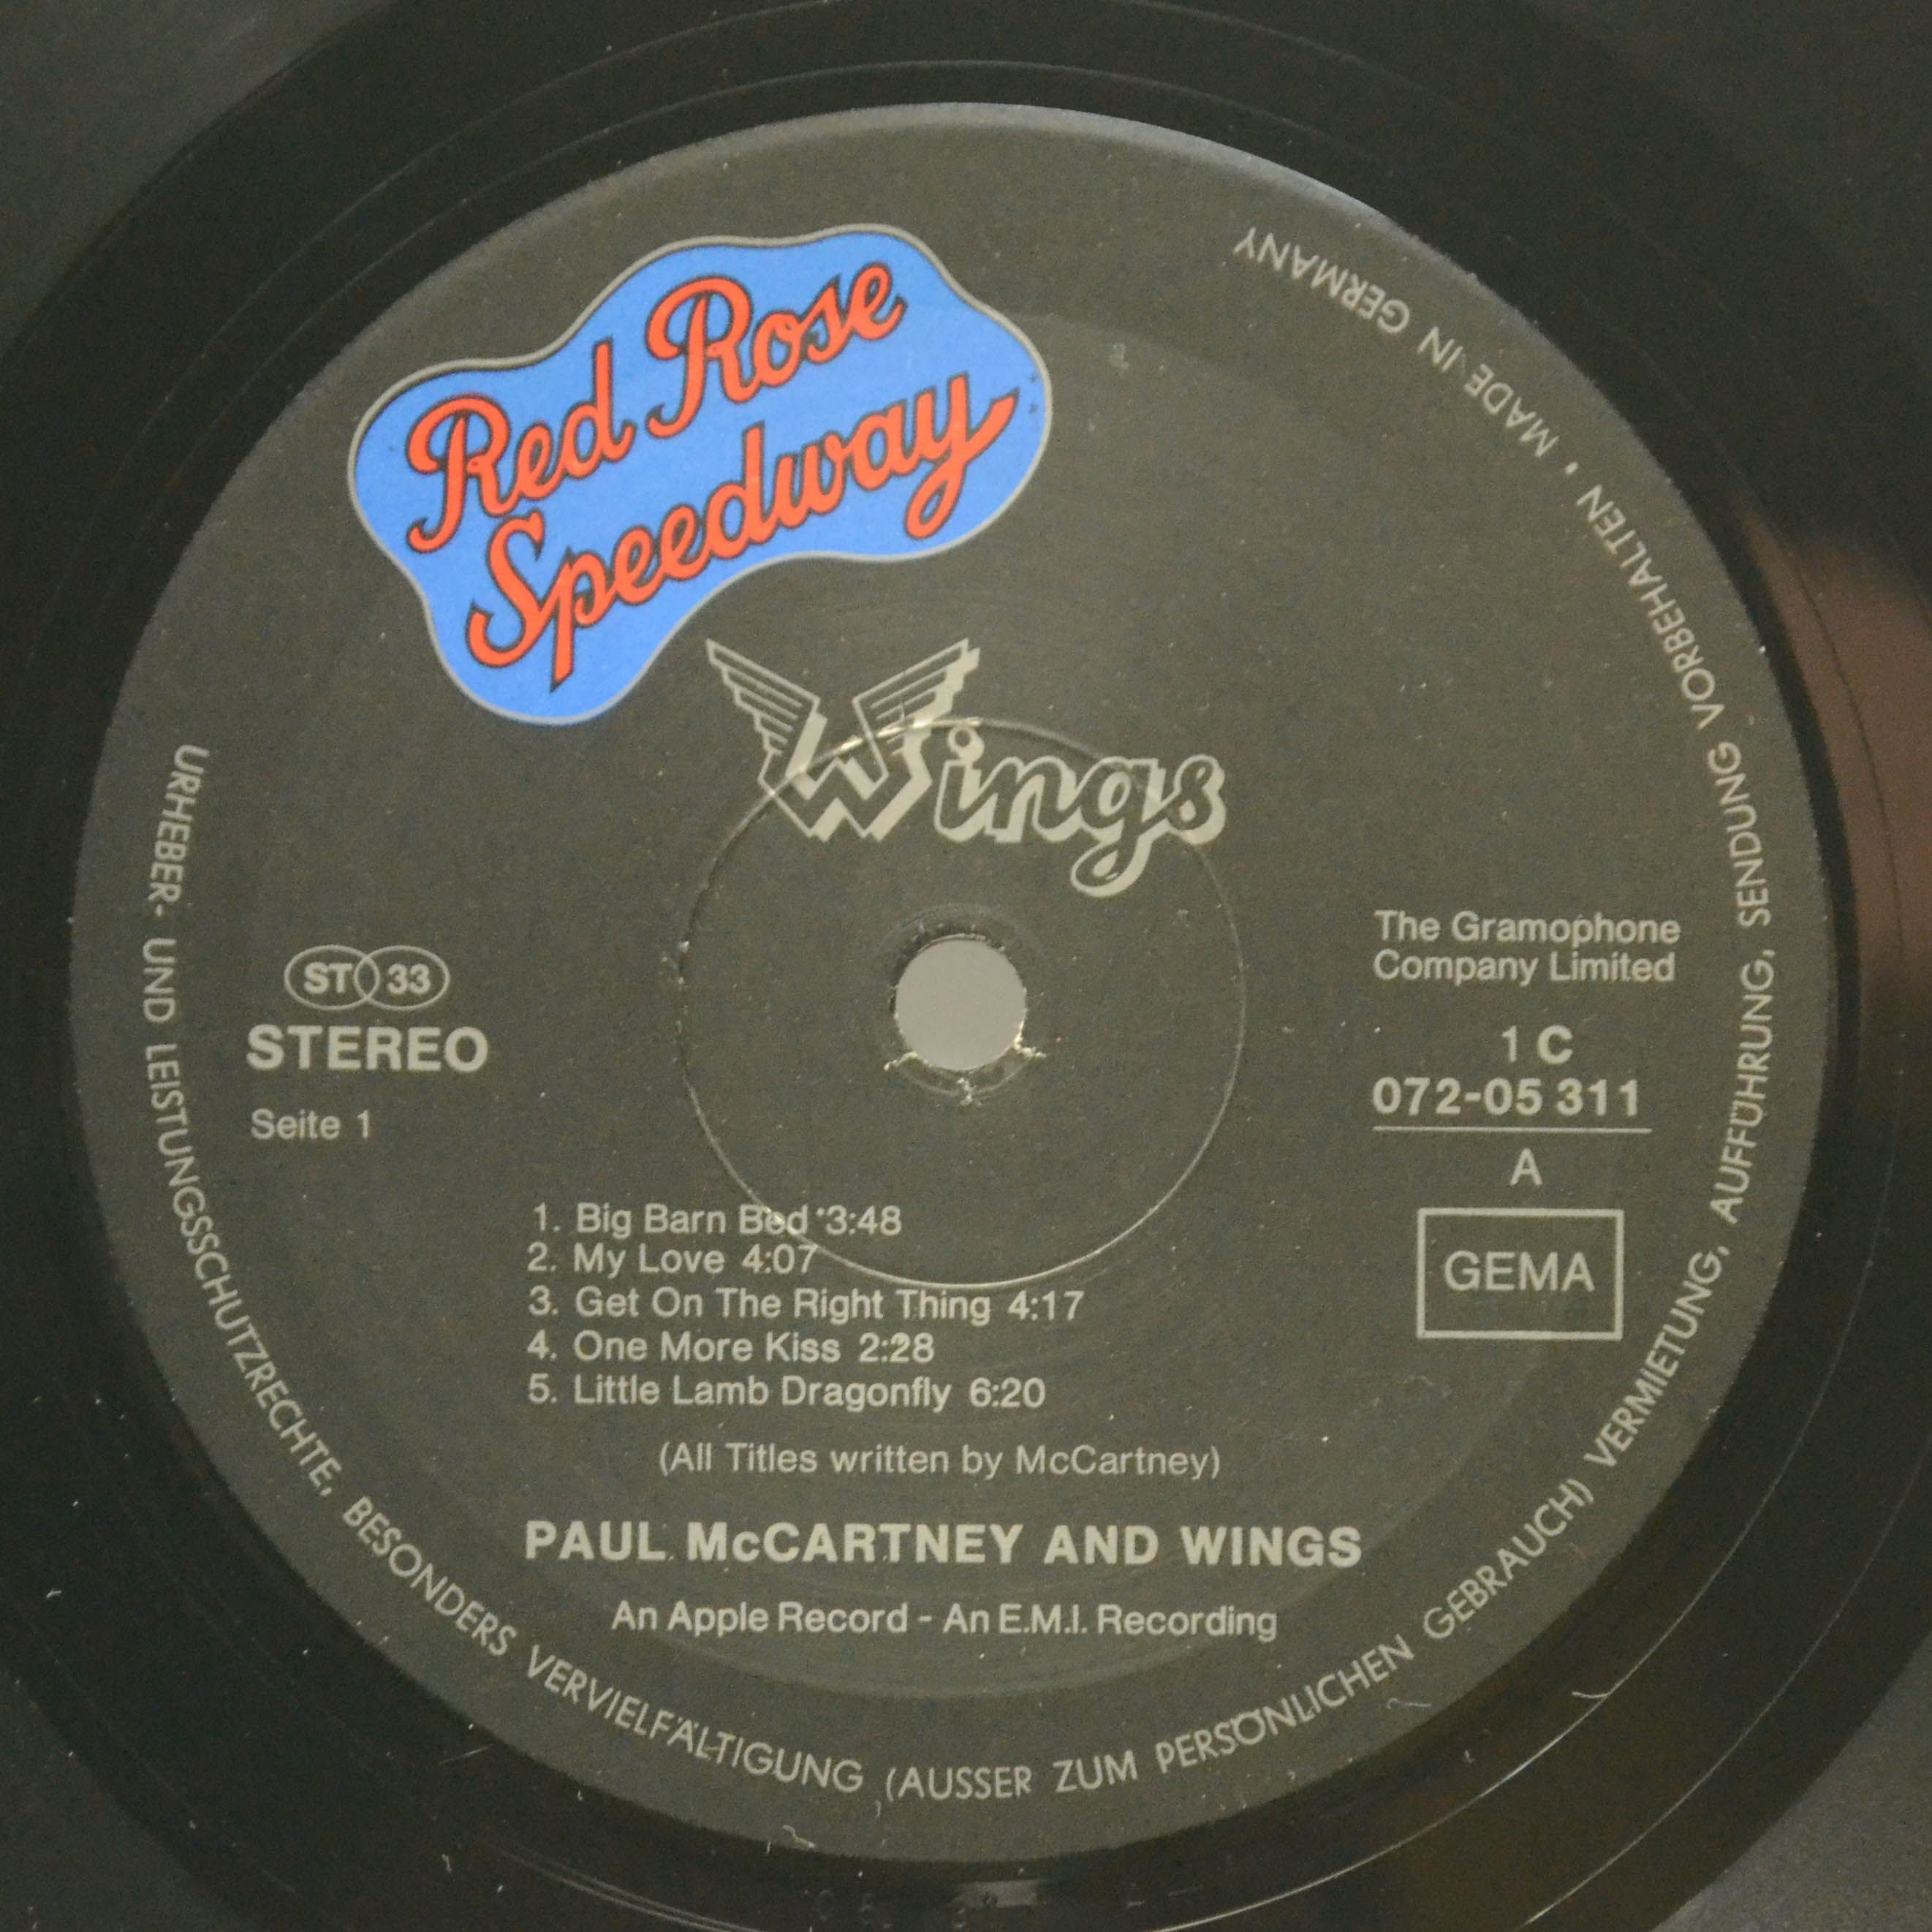 Red Rose
Speedway
Wings
ST 33
STEREO
Seite 1
The Gramophone
Company Limited
1 C
072-05 311
A
GEMA
1. Big Barn Bed 3:48
2. My Love 4:07
3. Get On The Right Thing 4:17
4. One More Kiss 2:28
5. Little Lamb Dragonfly 6:20
(All Titles written by McCartney)
PAUL McCARTNEY AND WINGS
An Apple Record - An E.M.I. Recording
URHEBER- UND LEISTUNGSSCHUTZRECHTE, BESONDERS VERVIELFÄLTIGUNG (AUSSER ZUM PERSÖNLICHEN GEBRAUCH) VERMIETUNG, AUFFÜHRUNG, SENDUNG VORBEHALTEN • MADE IN GERMANY